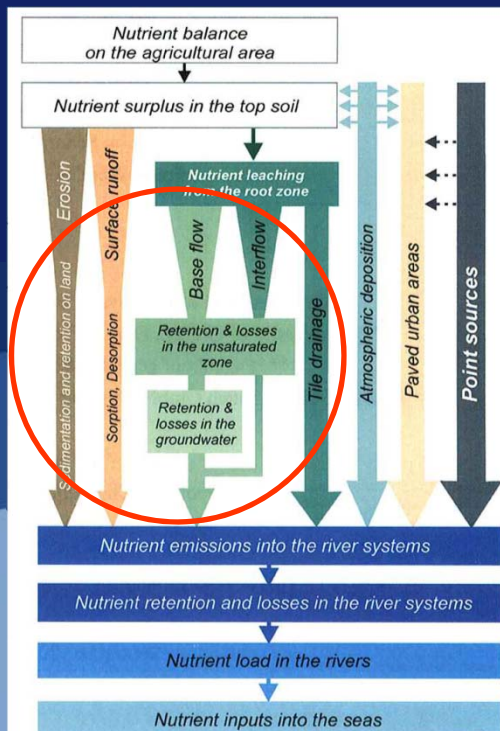 Nutrient balance
on the agricultural area
Nutrient surplus in the top soil
Erosion
Sedimentation and retention on land
Surface runoff
Sorption, Desorption
Nutrient leaching
from the root zone
Base flow
Interflow
Retention & losses
in the unsaturated
zone
Retention &
losses in the
groundwater
Tile drainage
Atmospheric deposition
Paved urban areas
Point sources
Nutrient emissions into the river systems
Nutrient retention and losses in the river systems
Nutrient load in the rivers
Nutrient inputs into the seas